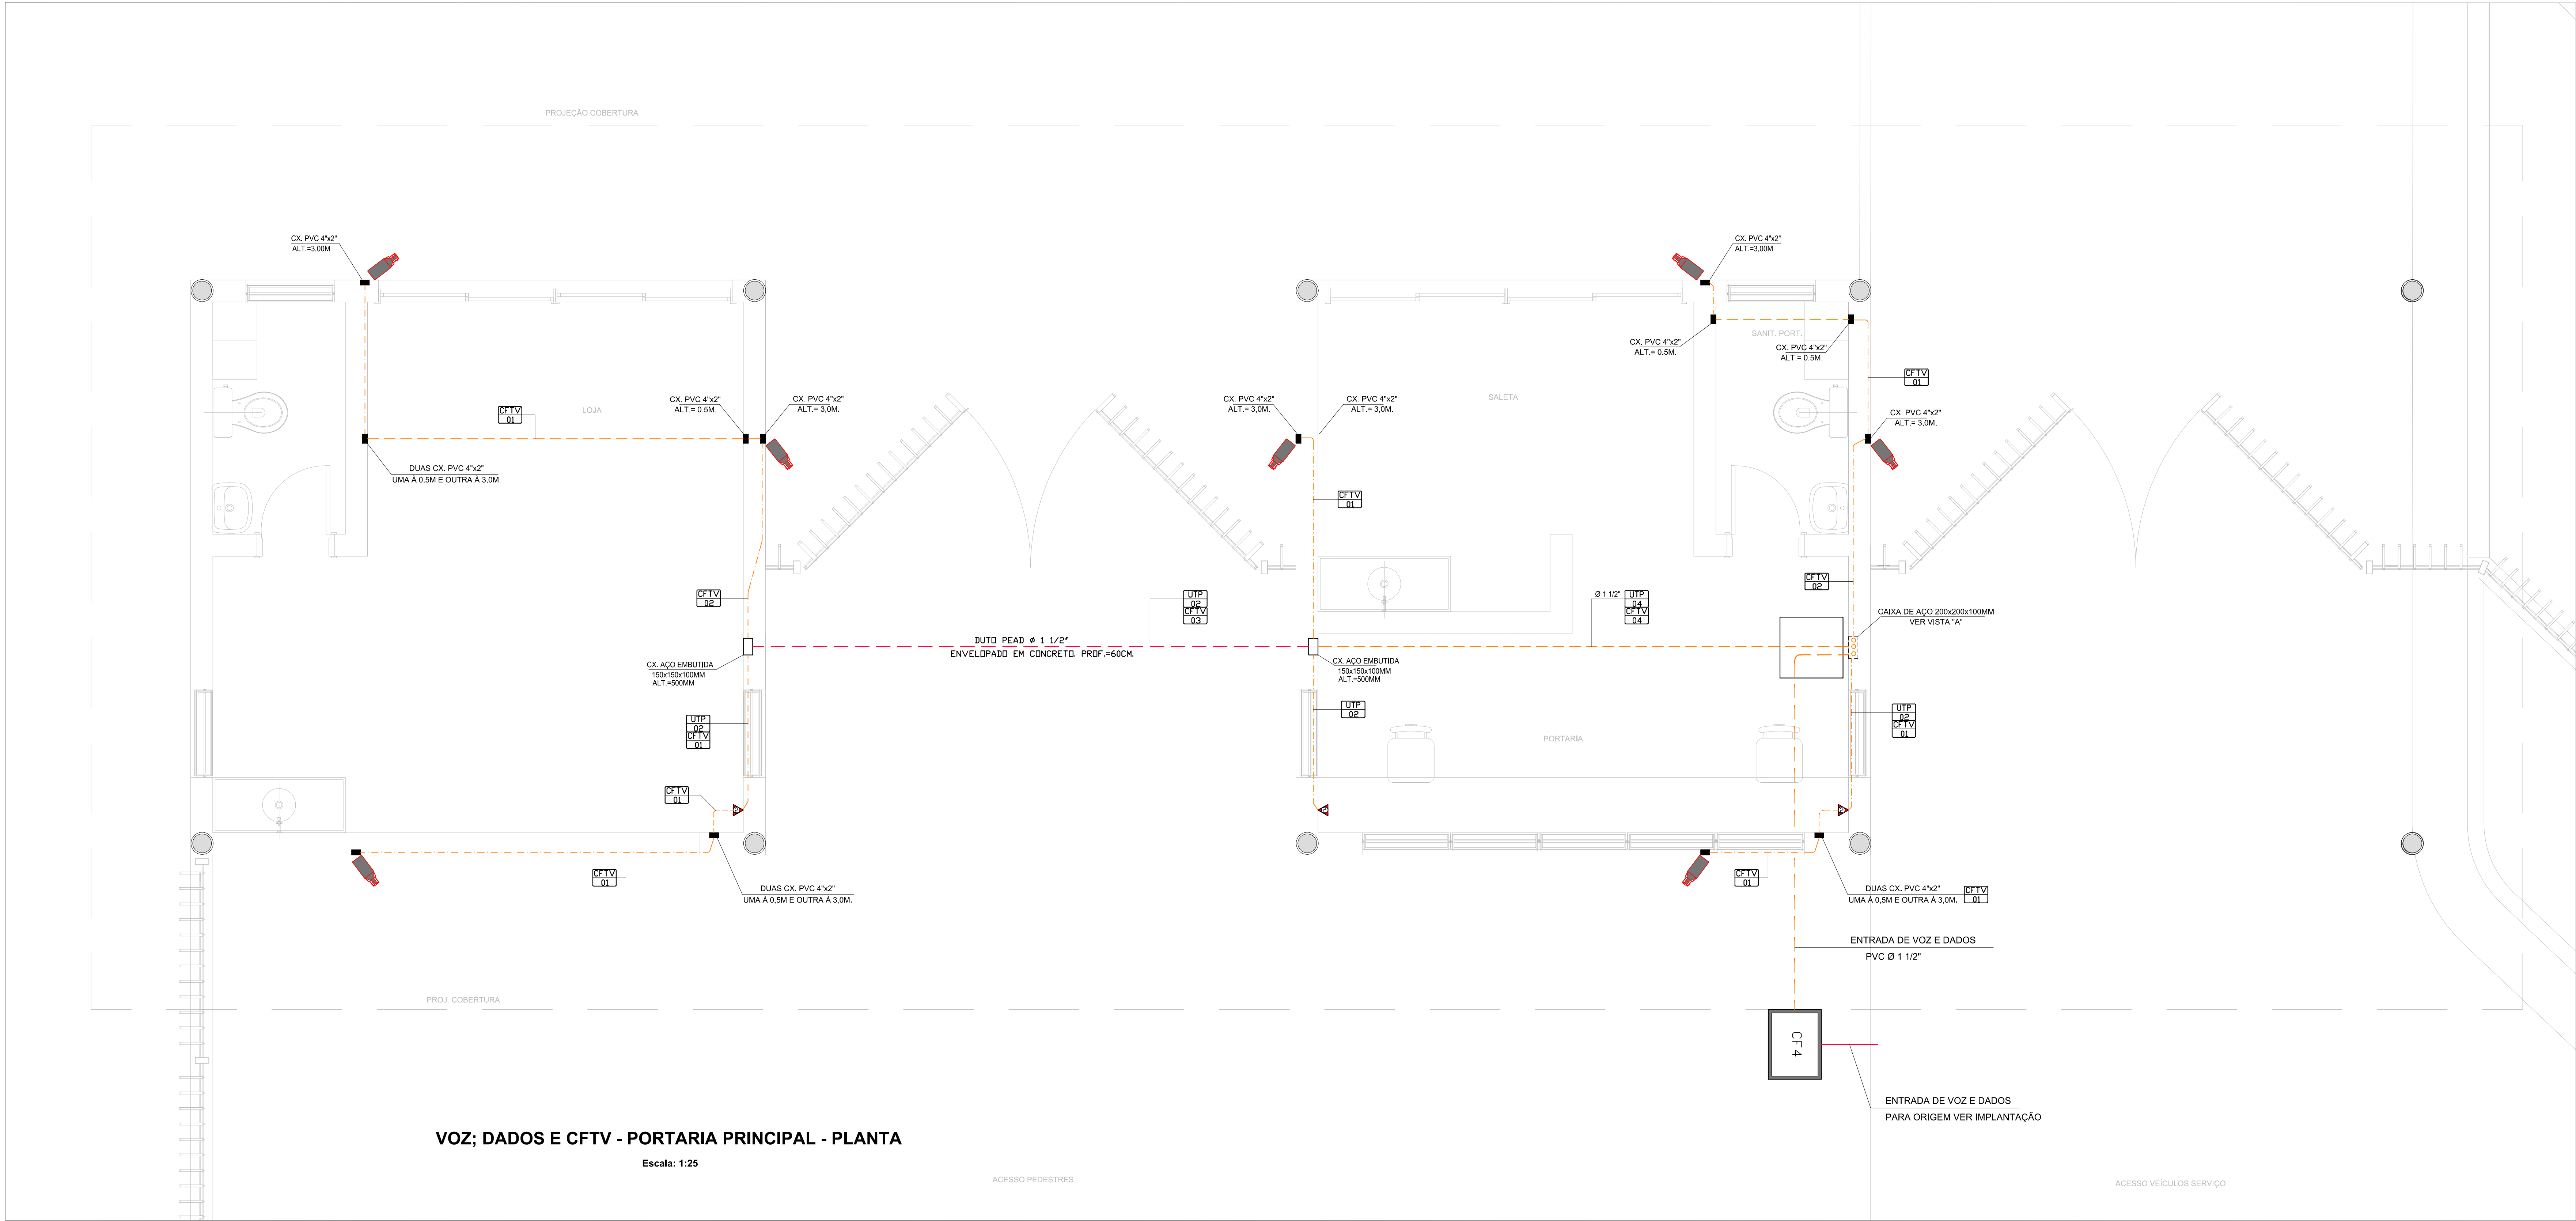 PROJEÇÃO COBERTURA
CX. PVC 4"x2"
ALT.=3,00M
CX. PVC 4"x2"
ALT.=3,00M
CX. PVC 4"x2"
ALT.= 0.5M.
SANIT. PORT.
CX. PVC 4"x2"
ALT.= 0.5M.
CFTV
01
LOJA
CFTV
01
CX. PVC 4"x2"
ALT.= 0.5M.
CX. PVC 4"x2"
ALT.= 3,0M.
CX. PVC 4"x2"
ALT.= 3,0M.
CX. PVC 4"x2"
ALT.= 3,0M.
SALETA
CX. PVC 4"x2"
ALT.= 3,0M.
DUAS CX. PVC 4"x2"
UMA À 0,5M E OUTRA À 3,0M.
CFTV
01
CFTV
02
CFTV
02
UTP
02
CFTV
03
Ø 1 1/2"
UTP
04
CFTV
04
CAIXA DE AÇO 200x200x100MM
VER VISTA "A"
DUTO PEAD Ø 1 1/2"
ENVELOPADO EM CONCRETO. PROF.=60CM.
CX. AÇO EMBUTIDA
150x150x100MM
ALT.=500MM
CX. AÇO EMBUTIDA
150x150x100MM
ALT.=500MM
UTP
02
CFTV
01
UTP
02
UTP
02
CFTV
01
PORTARIA
CFTV
01
2
2
2
CFTV
01
CFTV
01
DUAS CX. PVC 4"x2"
UMA À 0,5M E OUTRA À 3,0M.
DUAS CX. PVC 4"x2"
UMA À 0,5M E OUTRA À 3,0M.
CFTV
01
ENTRADA DE VOZ E DADOS
PVC Ø 1 1/2"
PROJ. COBERTURA
CF4
ENTRADA DE VOZ E DADOS
PARA ORIGEM VER IMPLANTAÇÃO
VOZ; DADOS E CFTV - PORTARIA PRINCIPAL - PLANTA
Escala: 1:25
ACESSO PEDESTRES
ACESSO VEÍCULOS SERVIÇO